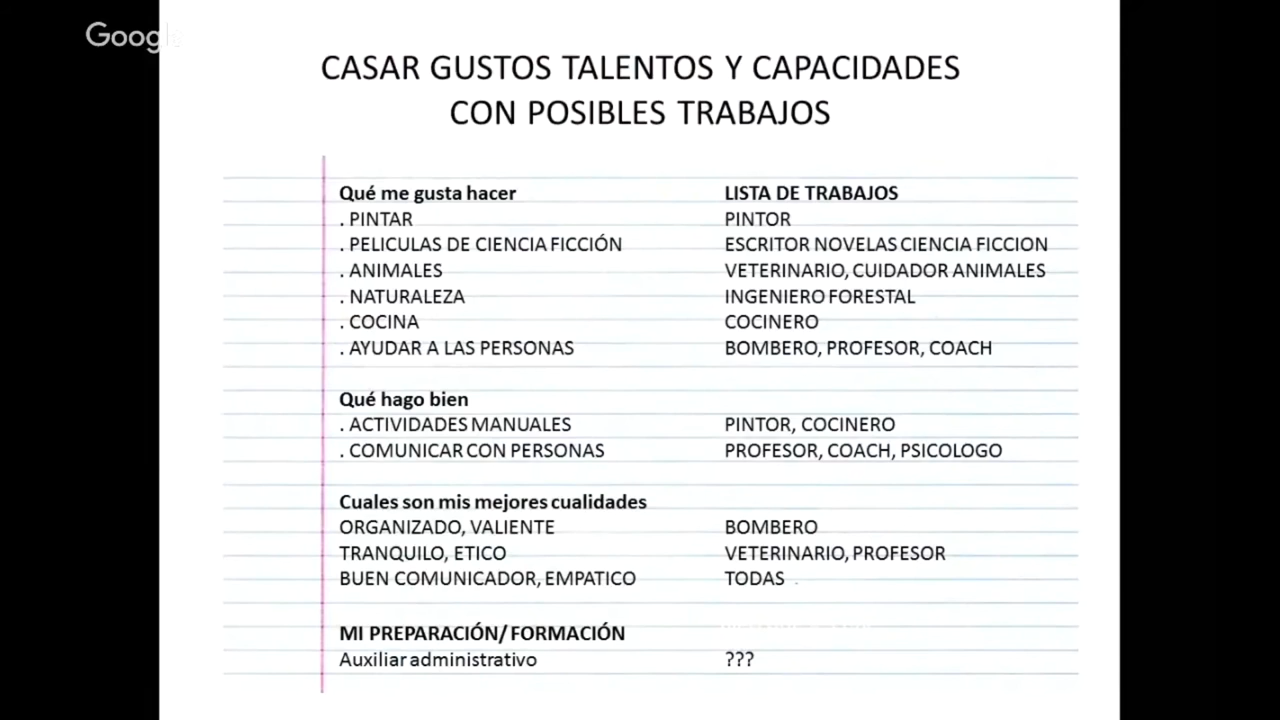 Google
CASAR GUSTOS TALENTOS Y CAPACIDADES
CON POSIBLES TRABAJOS
Qué me gusta hacer LISTA DE TRABAJOS
. PINTAR PINTOR
. PELICULAS DE CIENCIA FICCIÓN ESCRITOR NOVELAS CIENCIA FICCION
. ANIMALES VETERINARIO, CUIDADOR ANIMALES
. NATURALEZA INGENIERO FORESTAL
. COCINA COCINERO
. AYUDAR A LAS PERSONAS BOMBERO, PROFESOR, COACH
Qué hago bien
. ACTIVIDADES MANUALES PINTOR, COCINERO
. COMUNICAR CON PERSONAS PROFESOR, COACH, PSICOLOGO
Cuales son mis mejores cualidades
ORGANIZADO, VALIENTE BOMBERO
TRANQUILO, ETICO VETERINARIO, PROFESOR
BUEN COMUNICADOR, EMPATICO TODAS
MI PREPARACIÓN/ FORMACIÓN
Auxiliar administrativo ???